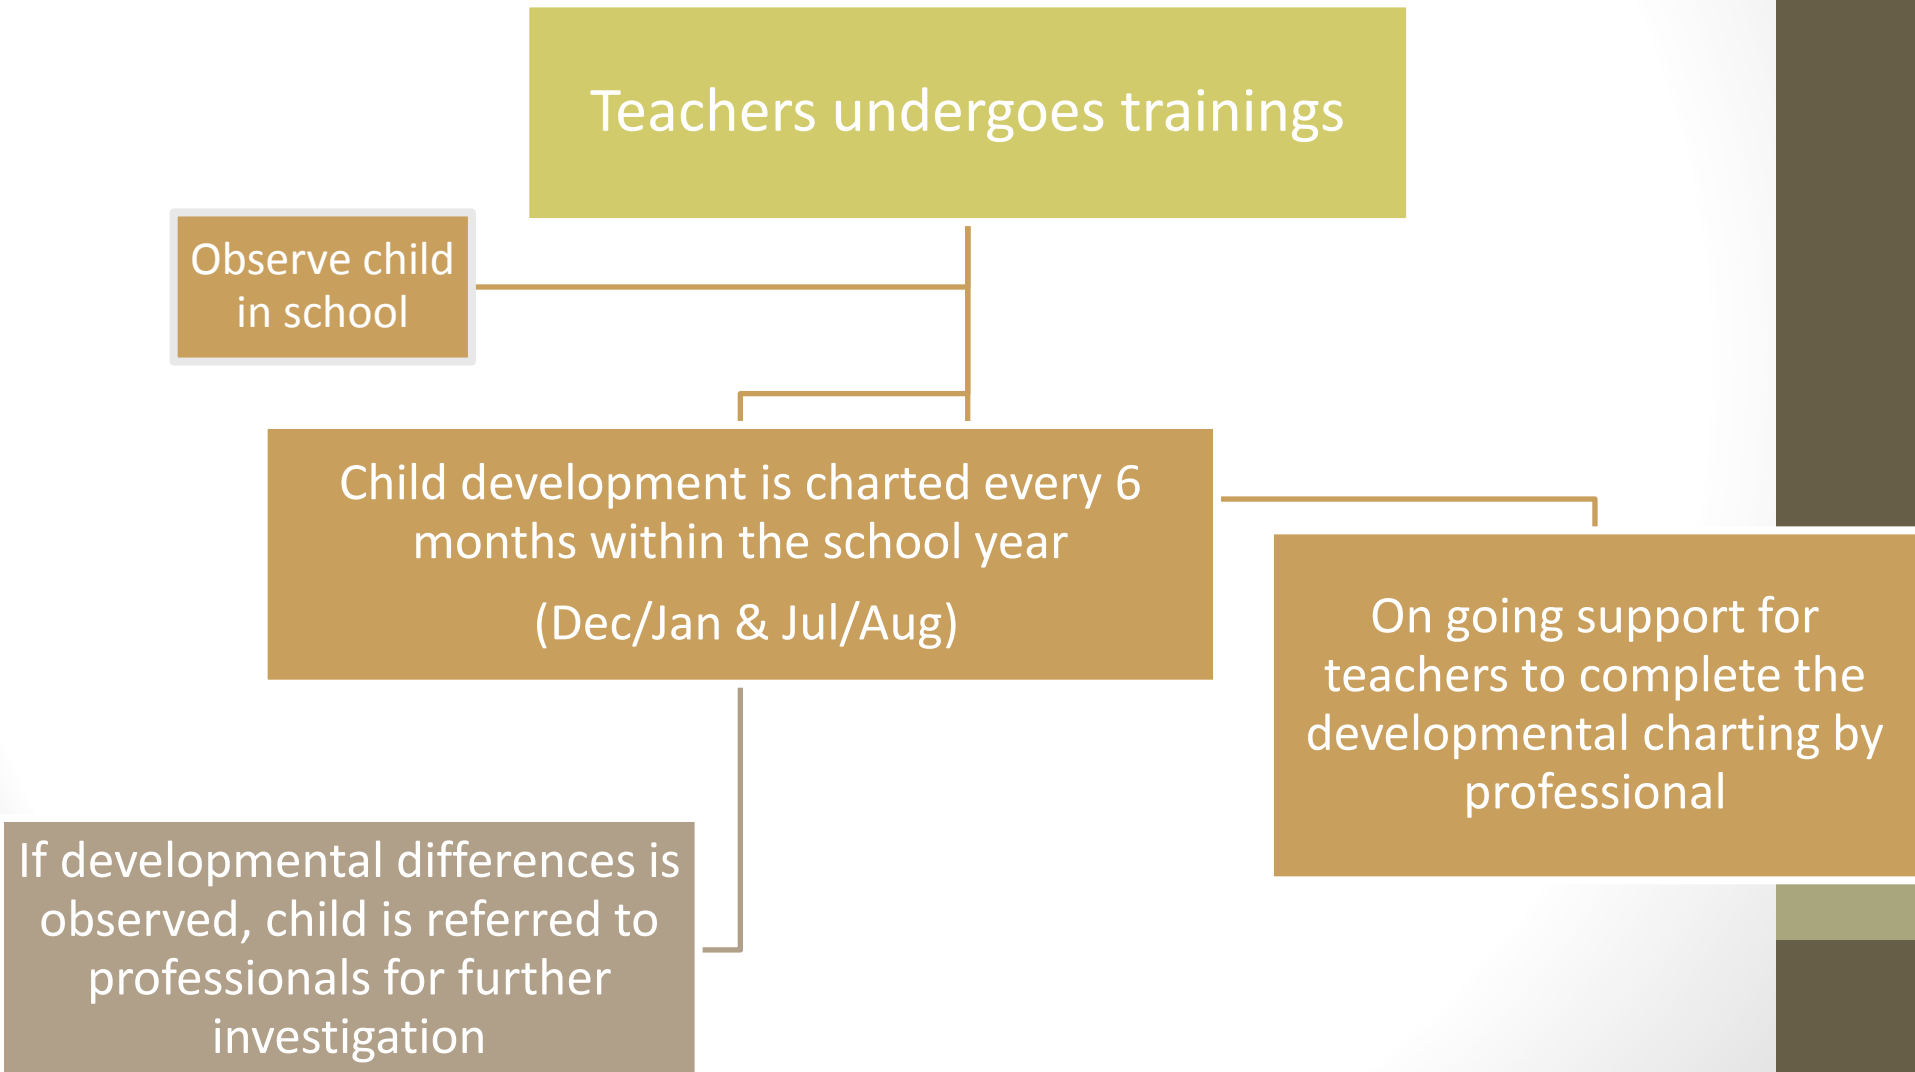 Teachers undergoes trainings
Observe child
in school
Child development is charted every 6
months within the school year
(Dec/Jan & Jul/Aug)
On going support for
teachers to complete the
developmental charting by
professional
If developmental differences is
observed, child is referred to
professionals for further
investigation